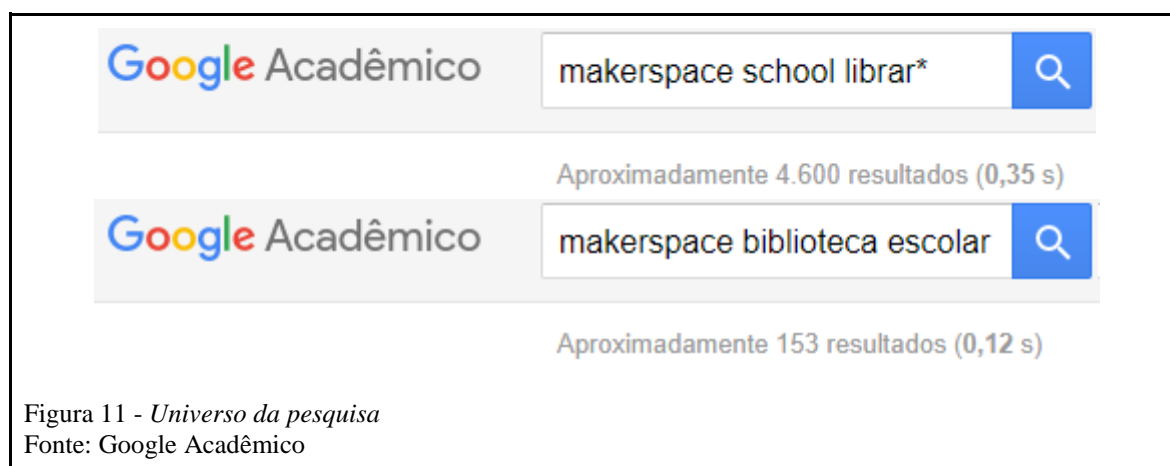 Google Acadêmico makerspace school librar*
Aproximadamente 4.600 resultados (0,35 s)
Google Acadêmico makerspace biblioteca escolar
Aproximadamente 153 resultados (0,12 s)
Figura 11 - Universo da pesquisa
Fonte: Google Acadêmico